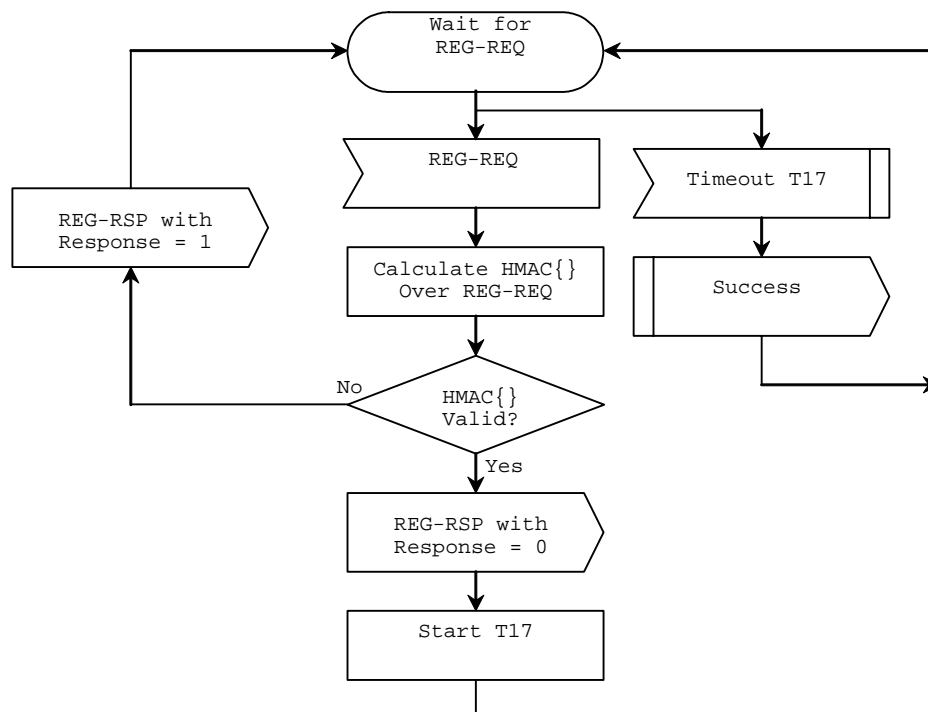 Wait for
REG-REQ
REG-REQ
Timeout T17
REG-RSP with
Response = 1
Calculate HMAC{}
Over REG-REQ
Success
No
HMAC{}
Valid?
Yes
REG-RSP with
Response = 0
Start T17